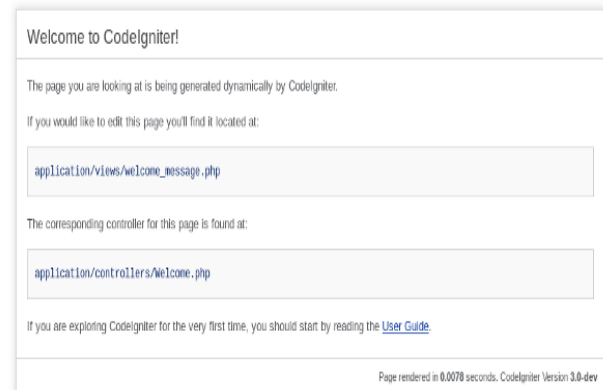 Welcome to CodeIgniter!
The page you are looking at is being generated dynamically by CodeIgniter.
If you would like to edit this page you'll find it located at:
application/views/welcome_message.php
The corresponding controller for this page is found at:
application/controllers/Welcome.php
If you are exploring CodeIgniter for the very first time, you should start by reading the User Guide.
Page rendered in 0.0078 seconds. CodeIgniter Version 3.0-dev